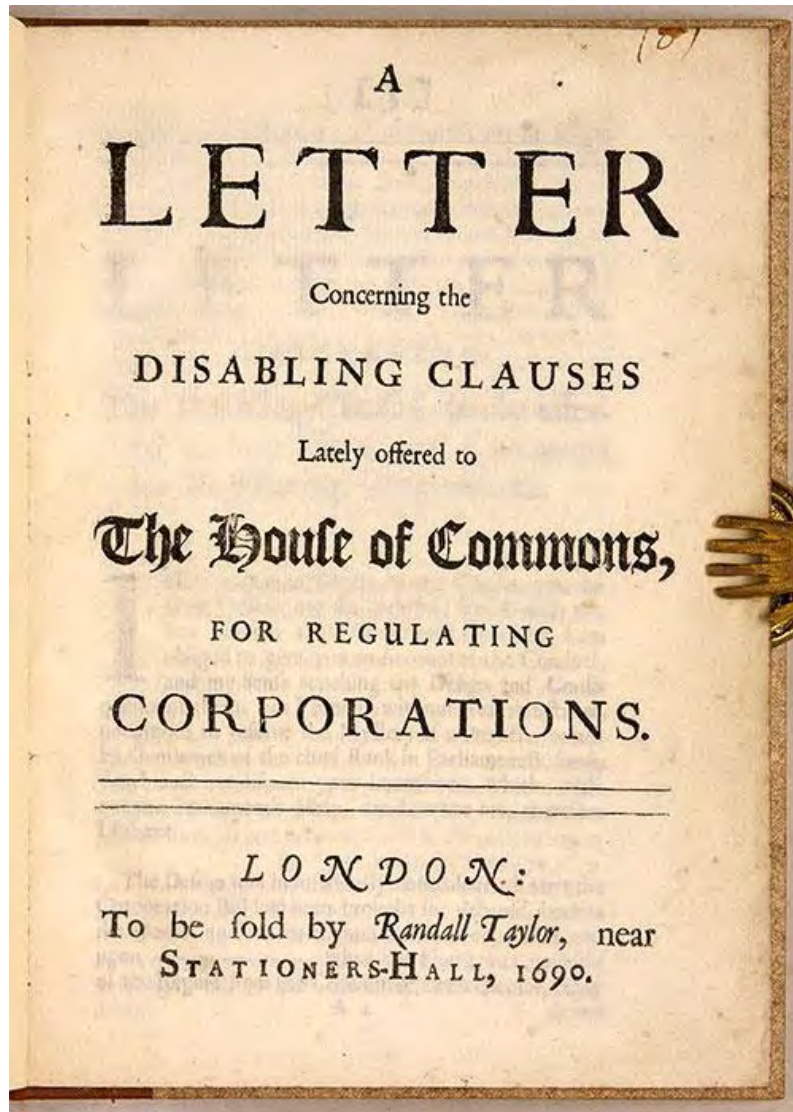 A
LETTER
Concerning the
DISABLING CLAUSES
Lately offered to
The Houſe of Commons,
FOR REGULATING
CORPORATIONS.
LONDON:
To be ſold by Randall Taylor, near
STATIONERS-HALL, 1690.